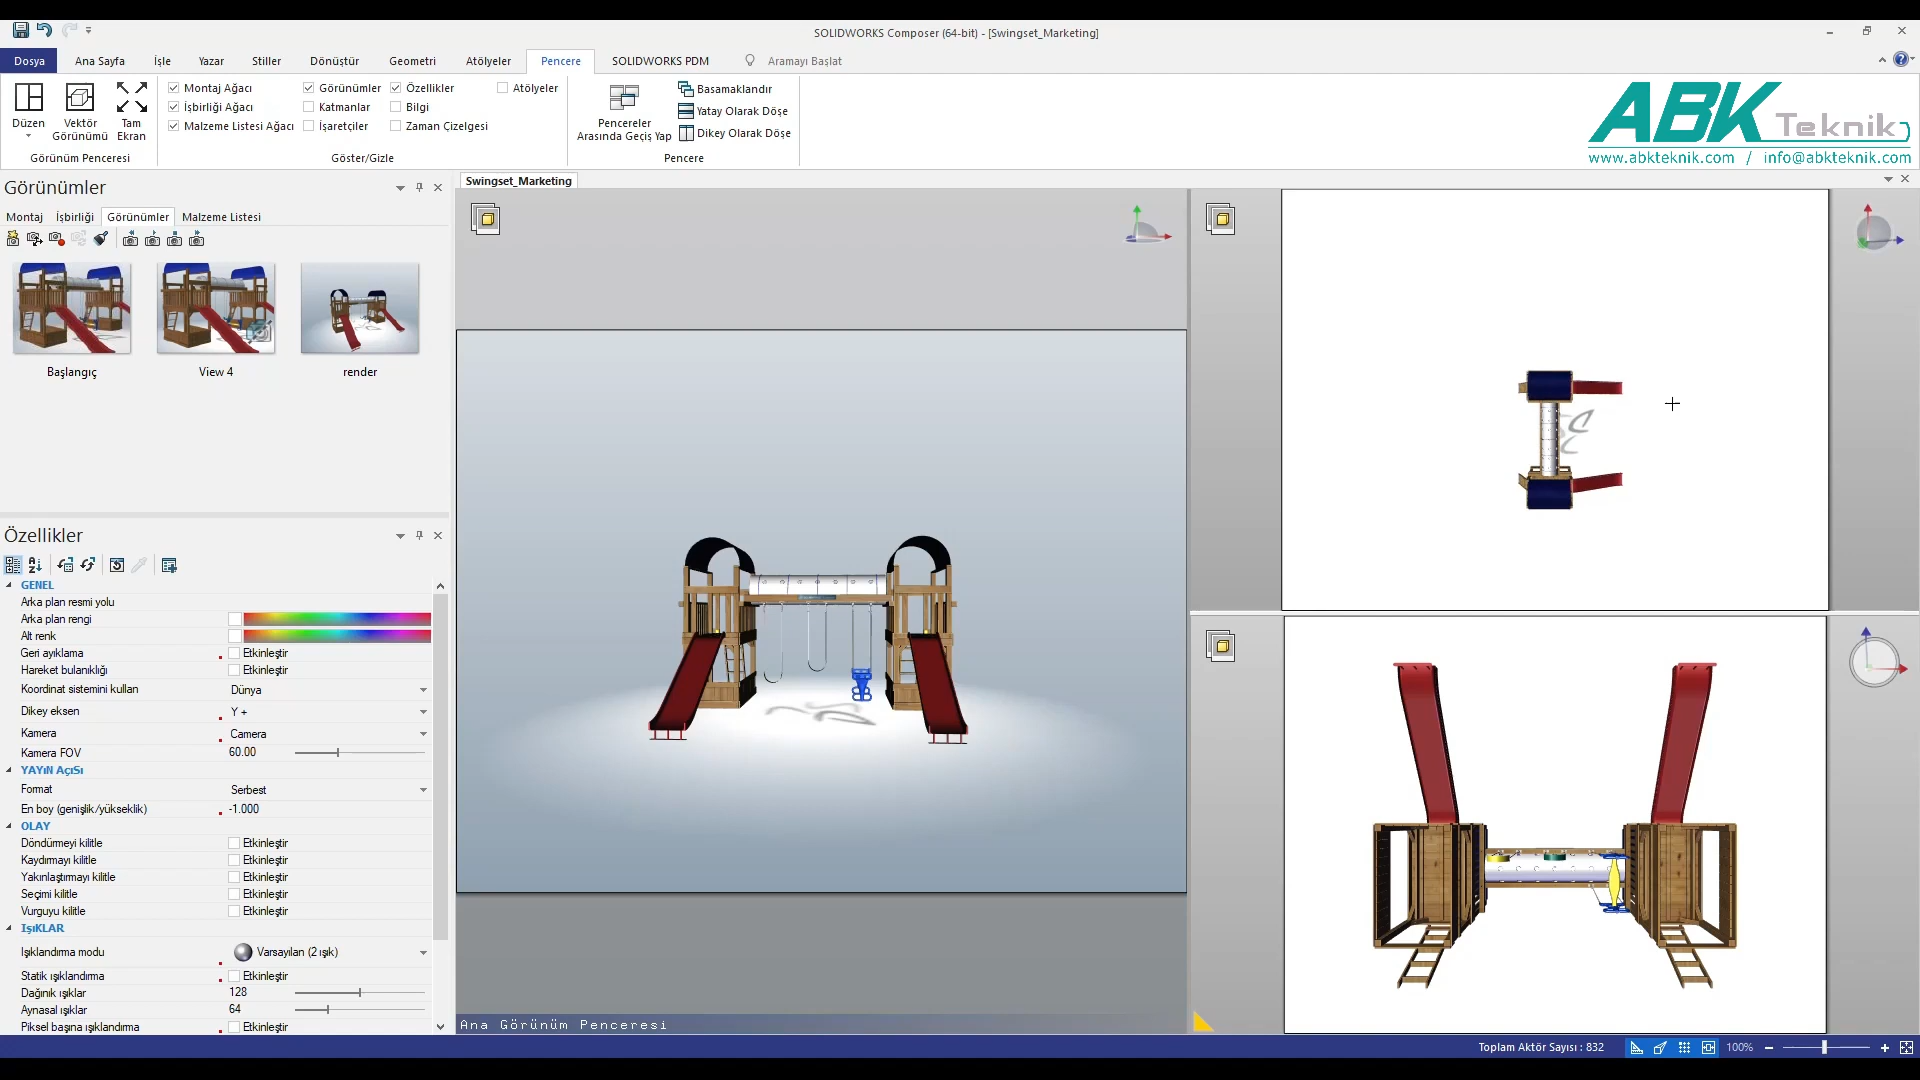 SOLIDWORKS Composer (64-bit) - [Swingset_Marketing]
Dosya Ana Sayfa İşle Yazar Stiller Dönüştür Geometri Atölyeler Pencere SOLIDWORKS PDM Aramayı Başlat
Düzen
Vektör Görünümü
Tam Ekran
Görünüm Penceresi
Montaj Ağacı Görünümler Özellikler Atölyeler
İşbirliği Ağacı Katmanlar Bilgi
Malzeme Listesi Ağacı İşaretçiler Zaman Çizelgesi
Göster/Gizle
Pencereler Arasında Geçiş Yap
Basamaklandır
Yatay Olarak Döşe
Dikey Olarak Döşe
Pencere
ABK Teknik
www.abkteknik.com / info@abkteknik.com
Görünümler
Montaj İşbirliği Görünümler Malzeme Listesi
Başlangıç View 4 render
Swingset_Marketing
Özellikler
GENEL
Arka plan resmi yolu
Arka plan rengi
Alt renk
Geri ayıklama Etkinleştir
Hareket bulanıklığı Etkinleştir
Koordinat sistemini kullan Dünya
Dikey eksen Y +
Kamera Camera
Kamera FOV 60.00
YAYıN AçıSı
Format Serbest
En boy (genişlik/yükseklik) -1.000
OLAY
Döndürmeyi kilitle Etkinleştir
Kaydırmayı kilitle Etkinleştir
Yakınlaştırmayı kilitle Etkinleştir
Seçimi kilitle Etkinleştir
Vurguyu kilitle Etkinleştir
IşıKLAR
Işıklandırma modu Varsayılan (2 ışık)
Statik ışıklandırma Etkinleştir
Dağınık ışıklar 128
Aynasal ışıklar 64
Piksel başına ışıklandırma Etkinleştir
Ana Görünüm Penceresi
Toplam Aktör Sayısı : 832 100%